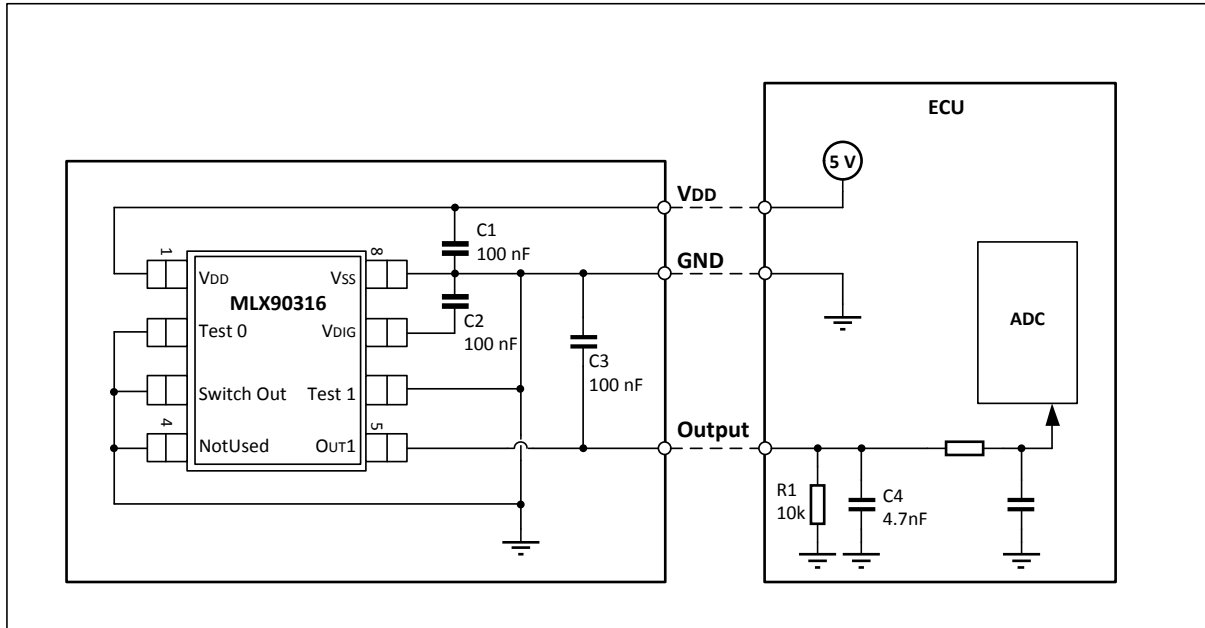 ECU
5 V
VDD
C1
100 nF
GND
1
8
VDD
VSS
MLX90316
Test 0
VDIG
C2
100 nF
ADC
C3
100 nF
Switch Out
Test 1
4
5
NotUsed
OUT1
Output
R1
10k
C4
4.7nF